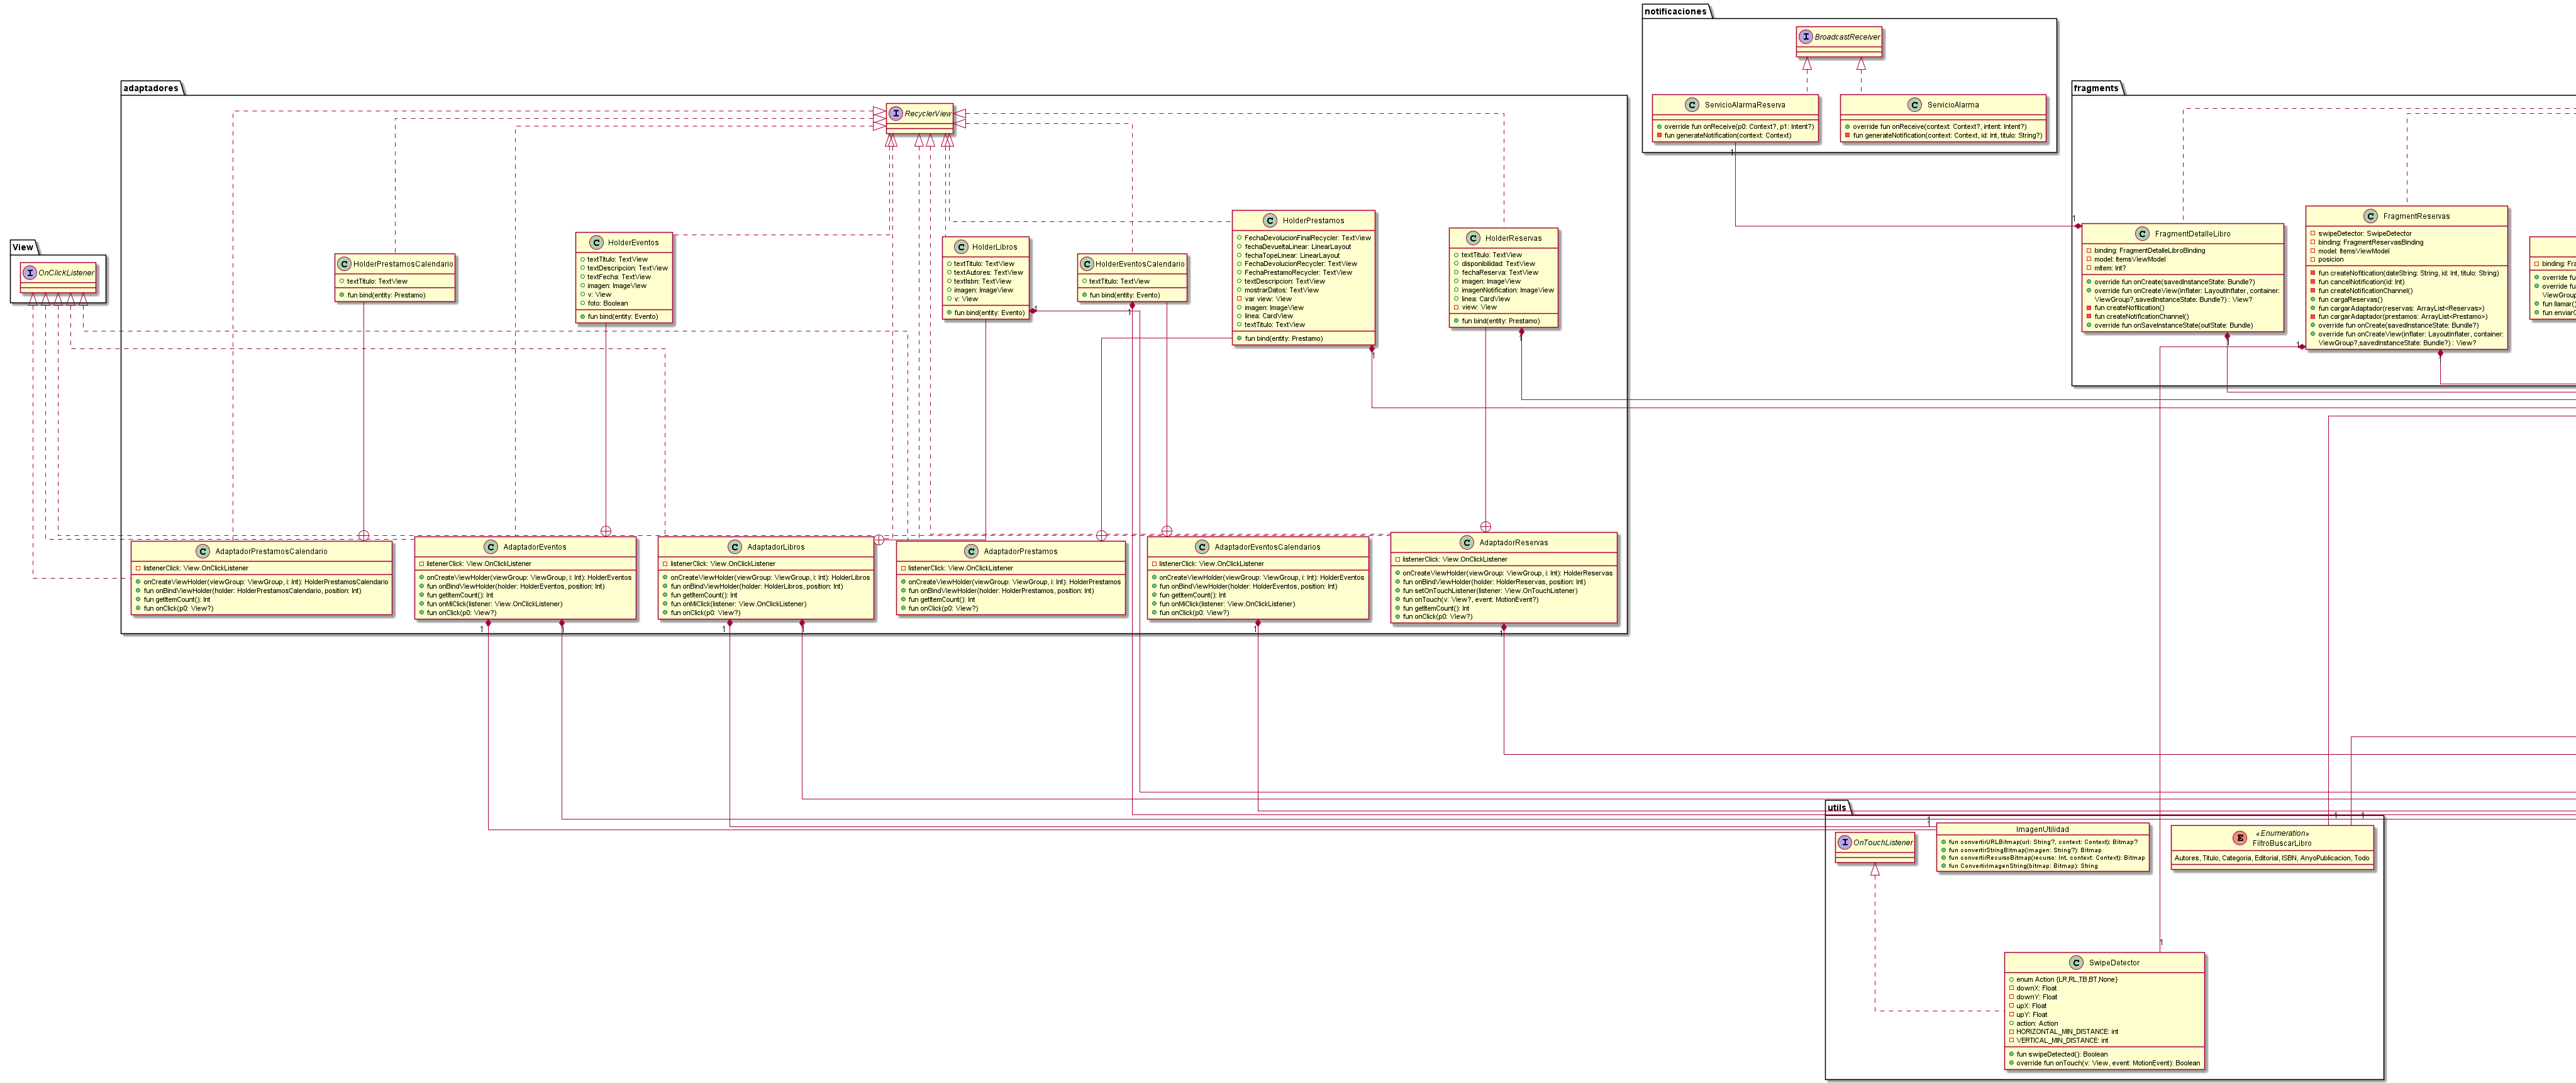 notificaciones
BroadcastReceiver
ServicioAlarmaReserva
override fun onReceive(p0: Context?, p1: Intent?)
fun generateNotification(context: Context)
ServicioAlarma
override fun onReceive(context: Context?, intent: Intent?)
fun generateNotification(context: Context, id: Int, titulo: String?)
1
adaptadores
RecyclerView
View
OnClickListener
HolderPrestamosCalendario
textTitulo: TextView
fun bind(entity: Prestamo)
HolderEventos
textTitulo: TextView
textDescripcion: TextView
textFecha: TextView
imagen: ImageView
v: View
foto: Boolean
fun bind(entity: Evento)
HolderLibros
textTitulo: TextView
textAutores: TextView
textIsbn: TextView
imagen: ImageView
v: View
fun bind(entity: Evento)
1
HolderEventosCalendario
textTitulo: TextView
fun bind(entity: Evento)
1
HolderPrestamos
FechaDevolucionFinalRecycler: TextView
fechaDevueltaLinear: LinearLayout
fechaTopeLinear: LinearLayout
FechaDevolucionRecycler: TextView
FechaPrestamoRecycler: TextView
textDescripcion: TextView
mostrarDatos: TextView
var view: View
imagen: ImageView
linea: CardView
textTitulo: TextView
fun bind(entity: Prestamo)
1
HolderReservas
textTitulo: TextView
disponibilidad: TextView
fechaReserva: TextView
imagen: ImageView
imagenNotification: ImageView
linea: CardView
view: View
fun bind(entity: Prestamo)
1
AdaptadorPrestamosCalendario
listenerClick: View.OnClickListener
onCreateViewHolder(viewGroup: ViewGroup, i: Int): HolderPrestamosCalendario
fun onBindViewHolder(holder: HolderPrestamosCalendario, position: Int)
fun getItemCount(): Int
fun onClick(p0: View?)
AdaptadorEventos
listenerClick: View.OnClickListener
onCreateViewHolder(viewGroup: ViewGroup, i: Int): HolderEventos
fun onBindViewHolder(holder: HolderEventos, position: Int)
fun getItemCount(): Int
fun onMiClick(listener: View.OnClickListener)
fun onClick(p0: View?)
1
1
AdaptadorLibros
listenerClick: View.OnClickListener
onCreateViewHolder(viewGroup: ViewGroup, i: Int): HolderLibros
fun onBindViewHolder(holder: HolderLibros, position: Int)
fun getItemCount(): Int
fun onMiClick(listener: View.OnClickListener)
fun onClick(p0: View?)
1
1
AdaptadorPrestamos
listenerClick: View.OnClickListener
onCreateViewHolder(viewGroup: ViewGroup, i: Int): HolderPrestamos
fun onBindViewHolder(holder: HolderPrestamos, position: Int)
fun getItemCount(): Int
fun onClick(p0: View?)
AdaptadorEventosCalendarios
listenerClick: View.OnClickListener
onCreateViewHolder(viewGroup: ViewGroup, i: Int): HolderEventos
fun onBindViewHolder(holder: HolderEventos, position: Int)
fun getItemCount(): Int
fun onMiClick(listener: View.OnClickListener)
fun onClick(p0: View?)
1
AdaptadorReservas
listenerClick: View.OnClickListener
onCreateViewHolder(viewGroup: ViewGroup, i: Int): HolderReservas
fun onBindViewHolder(holder: HolderReservas, position: Int)
fun setOnTouchListener(listener: View.OnTouchListener)
fun onTouch(v: View?, event: MotionEvent?)
fun getItemCount(): Int
fun onClick(p0: View?)
1
fragments
1
FragmentDetalleLibro
binding: FragmentDetalleLibroBinding
model: ItemsViewModel
mItem: Int?
override fun onCreate(savedInstanceState: Bundle?)
override fun onCreateView(inflater: LayoutInflater, container:
ViewGroup?,savedInstanceState: Bundle?) : View?
fun createNofitication()
fun createNotificationChannel()
override fun onSaveInstanceState(outState: Bundle)
1
FragmentReservas
swipeDetector: SwipeDetector
binding: FragmentReservasBinding
model: ItemsViewModel
posicion
fun createNofitication(dateString: String, id: Int, titulo: String)
fun cancelNotification(id: Int)
fun createNotificationChannel()
fun cargaReservas()
fun cargarAdaptador(reservas: ArrayList<Reservas>)
fun cargarAdaptador(prestamos: ArrayList<Prestamo>)
override fun onCreate(savedInstanceState: Bundle?)
override fun onCreateView(inflater: LayoutInflater, container:
ViewGroup?,savedInstanceState: Bundle?) : View?
1
1
binding: Fra
override fu
override fu
ViewGroup
fun llamar(
fun enviarC
utils
OnTouchListener
1
1
ImagenUtilidad
fun convertirURLBitmap(url: String?, context: Context): Bitmap?
fun convertirStringBitmap(imagen: String?): Bitmap
fun convertirRecursoBitmap(recurso: Int, context: Context): Bitmap
fun ConvertirImagenString(bitmap: Bitmap): String
1
1
«Enumeration»
FiltroBuscarLibro
Autores, Titulo, Categoria, Editorial, ISBN, AnyoPublicacion, Todo
1
SwipeDetector
enum Action {LR,RL,TB,BT,None}
downX: Float
downY: Float
upX: Float
upY: Float
action: Action
HORIZONTAL_MIN_DISTANCE: int
VERTICAL_MIN_DISTANCE: int
fun swipeDetected(): Boolean
override fun onTouch(v: View, event: MotionEvent): Boolean